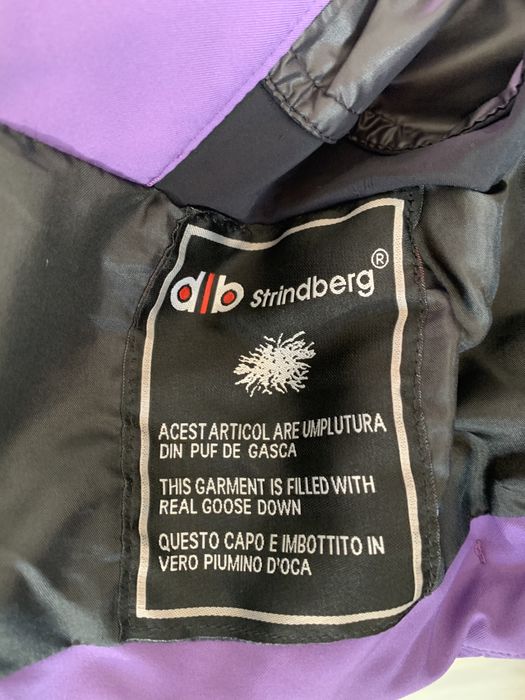 d|b Strindberg®
ACEST ARTICOL ARE UMPLUTURA
DIN PUF DE GASCA
THIS GARMENT IS FILLED WITH
REAL GOOSE DOWN
QUESTO CAPO E IMBOTTITO IN
VERO PIUMINO D'OCA